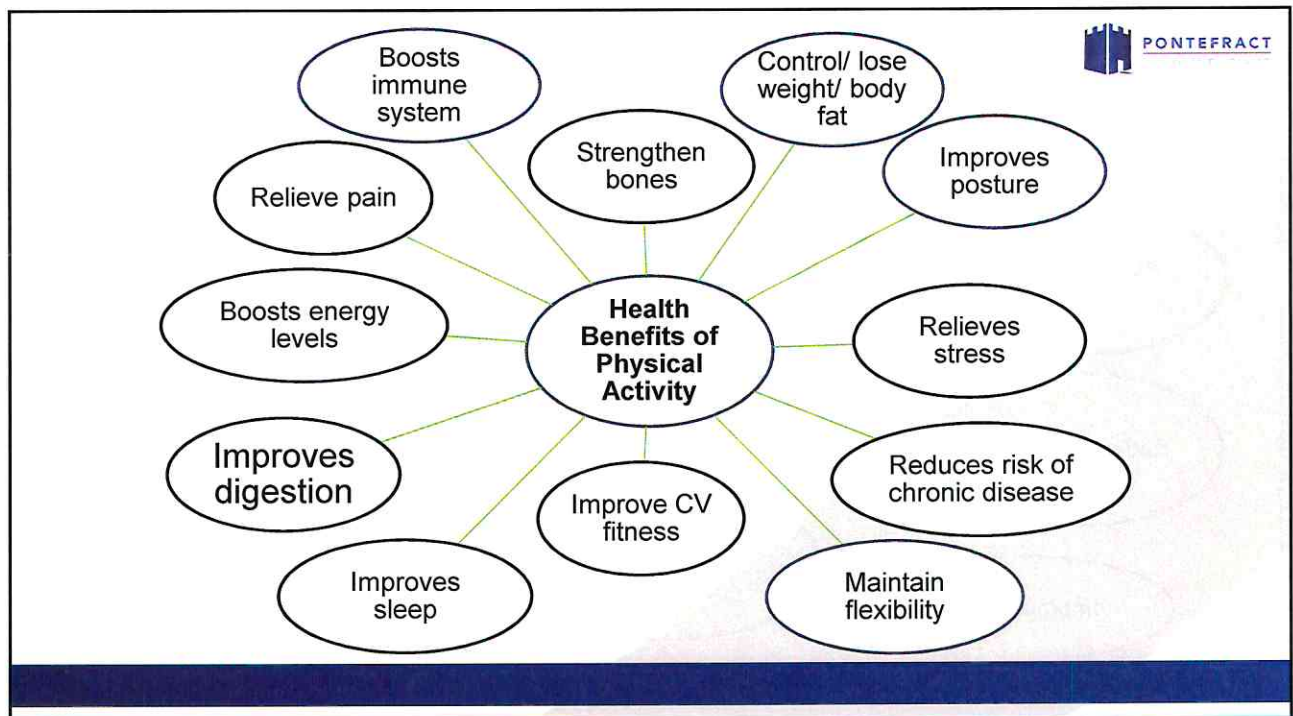 PONTEFRACT
Boosts
immune
system
Control/ lose
weight/ body
fat
Strengthen
bones
Improves
posture
Relieve pain
Health
Benefits of
Physical
Activity
Boosts energy
levels
Relieves
stress
Improves
digestion
Reduces risk of
chronic disease
Improve CV
fitness
Improves
sleep
Maintain
flexibility